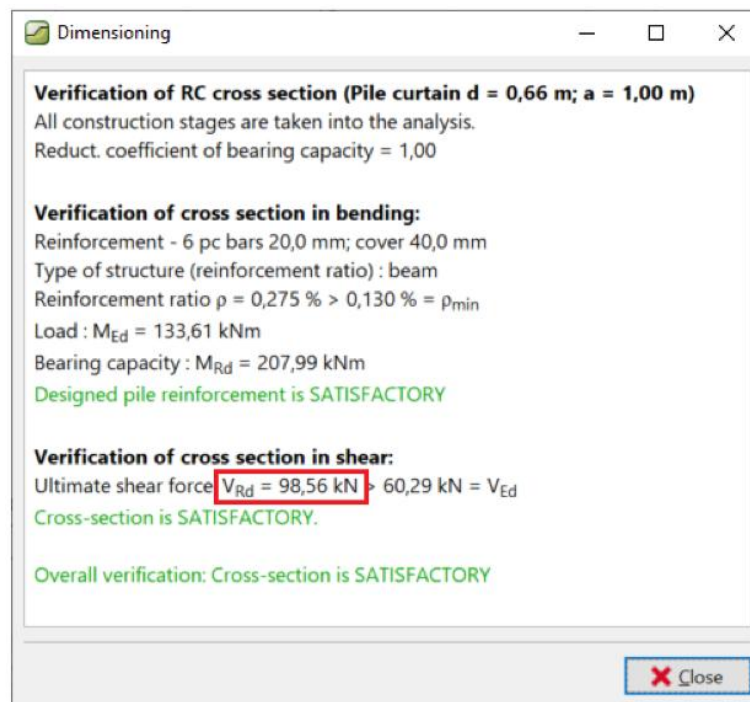 Dimensioning
Verification of RC cross section (Pile curtain d = 0,66 m; a = 1,00 m)
All construction stages are taken into the analysis.
Reduct. coefficient of bearing capacity = 1,00
Verification of cross section in bending:
Reinforcement - 6 pc bars 20,0 mm; cover 40,0 mm
Type of structure (reinforcement ratio) : beam
Reinforcement ratio ρ = 0,275 % > 0,130 % = ρmin
Load : MEd = 133,61 kNm
Bearing capacity : MRd = 207,99 kNm
Designed pile reinforcement is SATISFACTORY
Verification of cross section in shear:
Ultimate shear force VRd = 98,56 kN > 60,29 kN = VEd
Cross-section is SATISFACTORY.
Overall verification: Cross-section is SATISFACTORY
Close